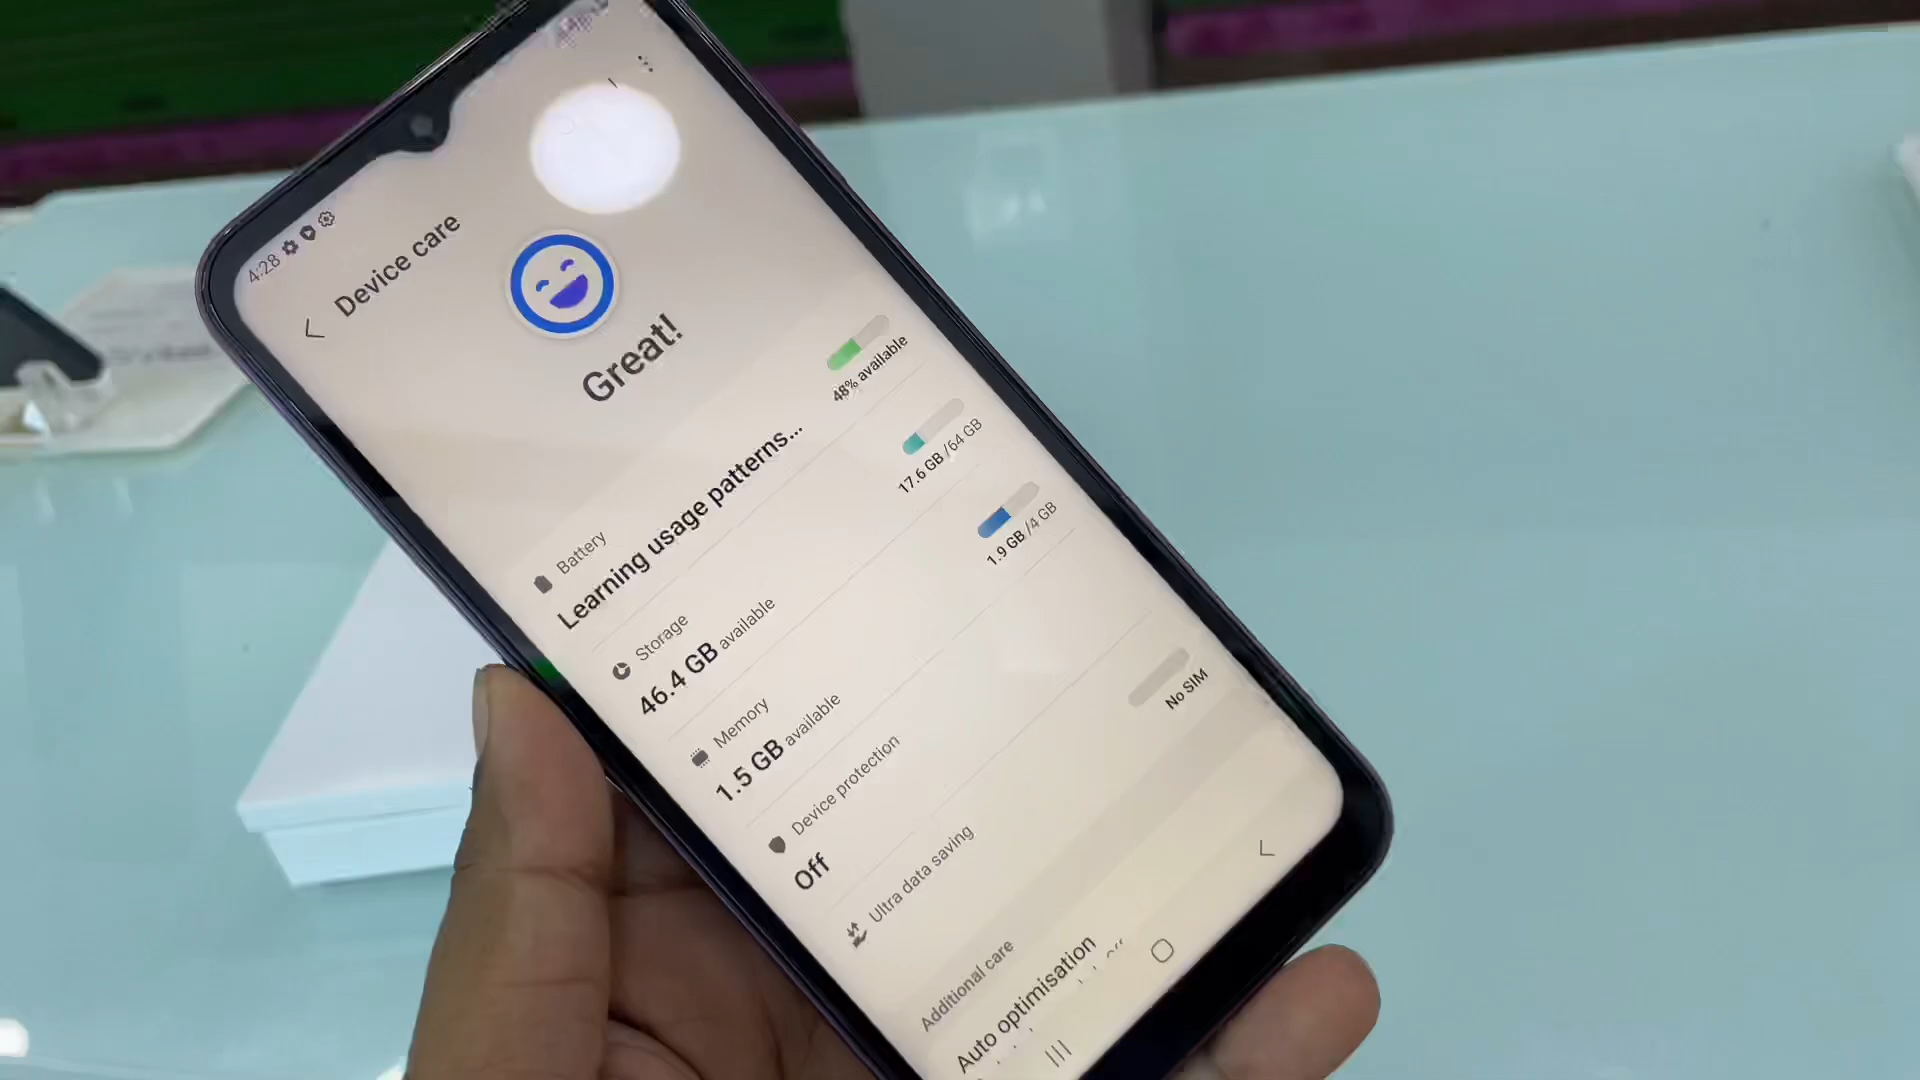 4:28
Device care
Great!
Battery
Learning usage patterns...
48% available
Storage
46.4 GB available
17.6 GB /64 GB
Memory
1.5 GB available
1.9 GB /4 GB
Device protection
Off
Ultra data saving
No SIM
Additional care
Auto optimisation